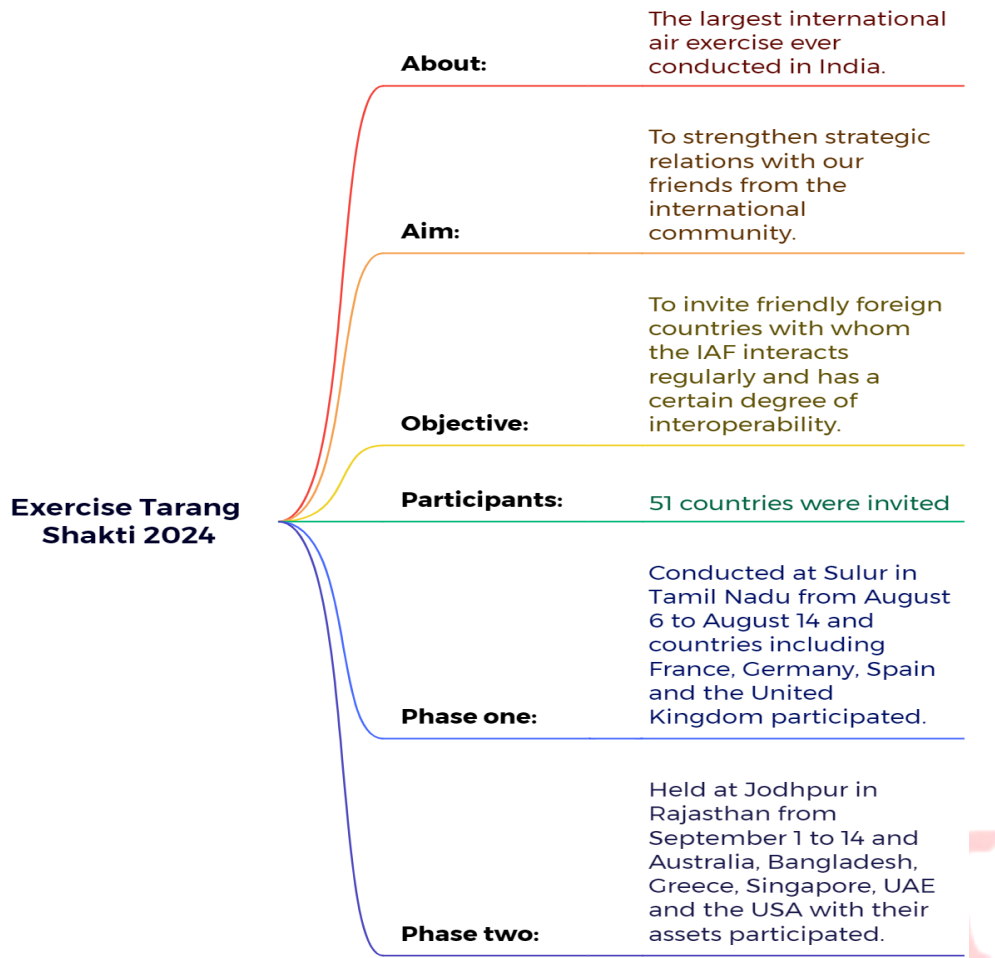 Exercise Tarang
Shakti 2024
About:
The largest international
air exercise ever
conducted in India.
Aim:
To strengthen strategic
relations with our
friends from the
international
community.
Objective:
To invite friendly foreign
countries with whom
the IAF interacts
regularly and has a
certain degree of
interoperability.
Participants:
51 countries were invited
Phase one:
Conducted at Sulur in
Tamil Nadu from August
6 to August 14 and
countries including
France, Germany, Spain
and the United
Kingdom participated.
Phase two:
Held at Jodhpur in
Rajasthan from
September 1 to 14 and
Australia, Bangladesh,
Greece, Singapore, UAE
and the USA with their
assets participated.